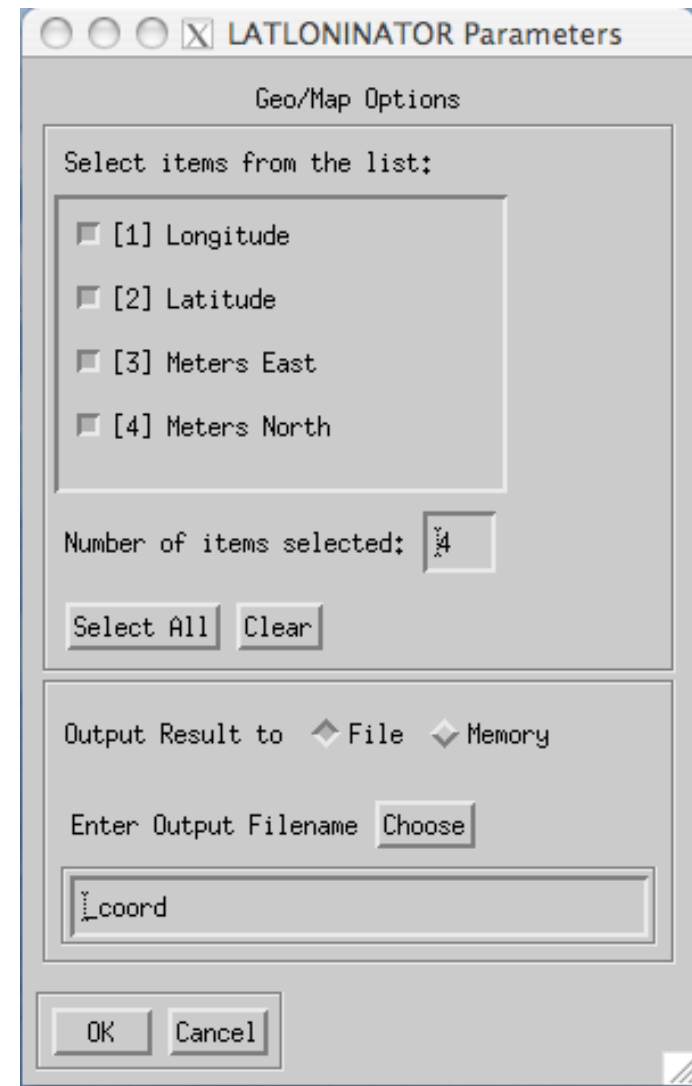 X LATLONINATOR Parameters
Geo/Map Options
Select items from the list:
[1] Longitude
[2] Latitude
[3] Meters East
[4] Meters North
Number of items selected: 4
Select All Clear
Output Result to File Memory
Enter Output Filename Choose
_coord
OK Cancel